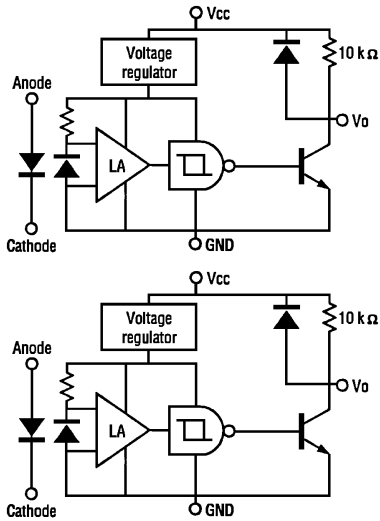 Vcc
Voltage
regulator
10 kΩ
Anode
Vo
LA
Cathode
GND
Vcc
Voltage
regulator
10 kΩ
Anode
Vo
LA
Cathode
GND